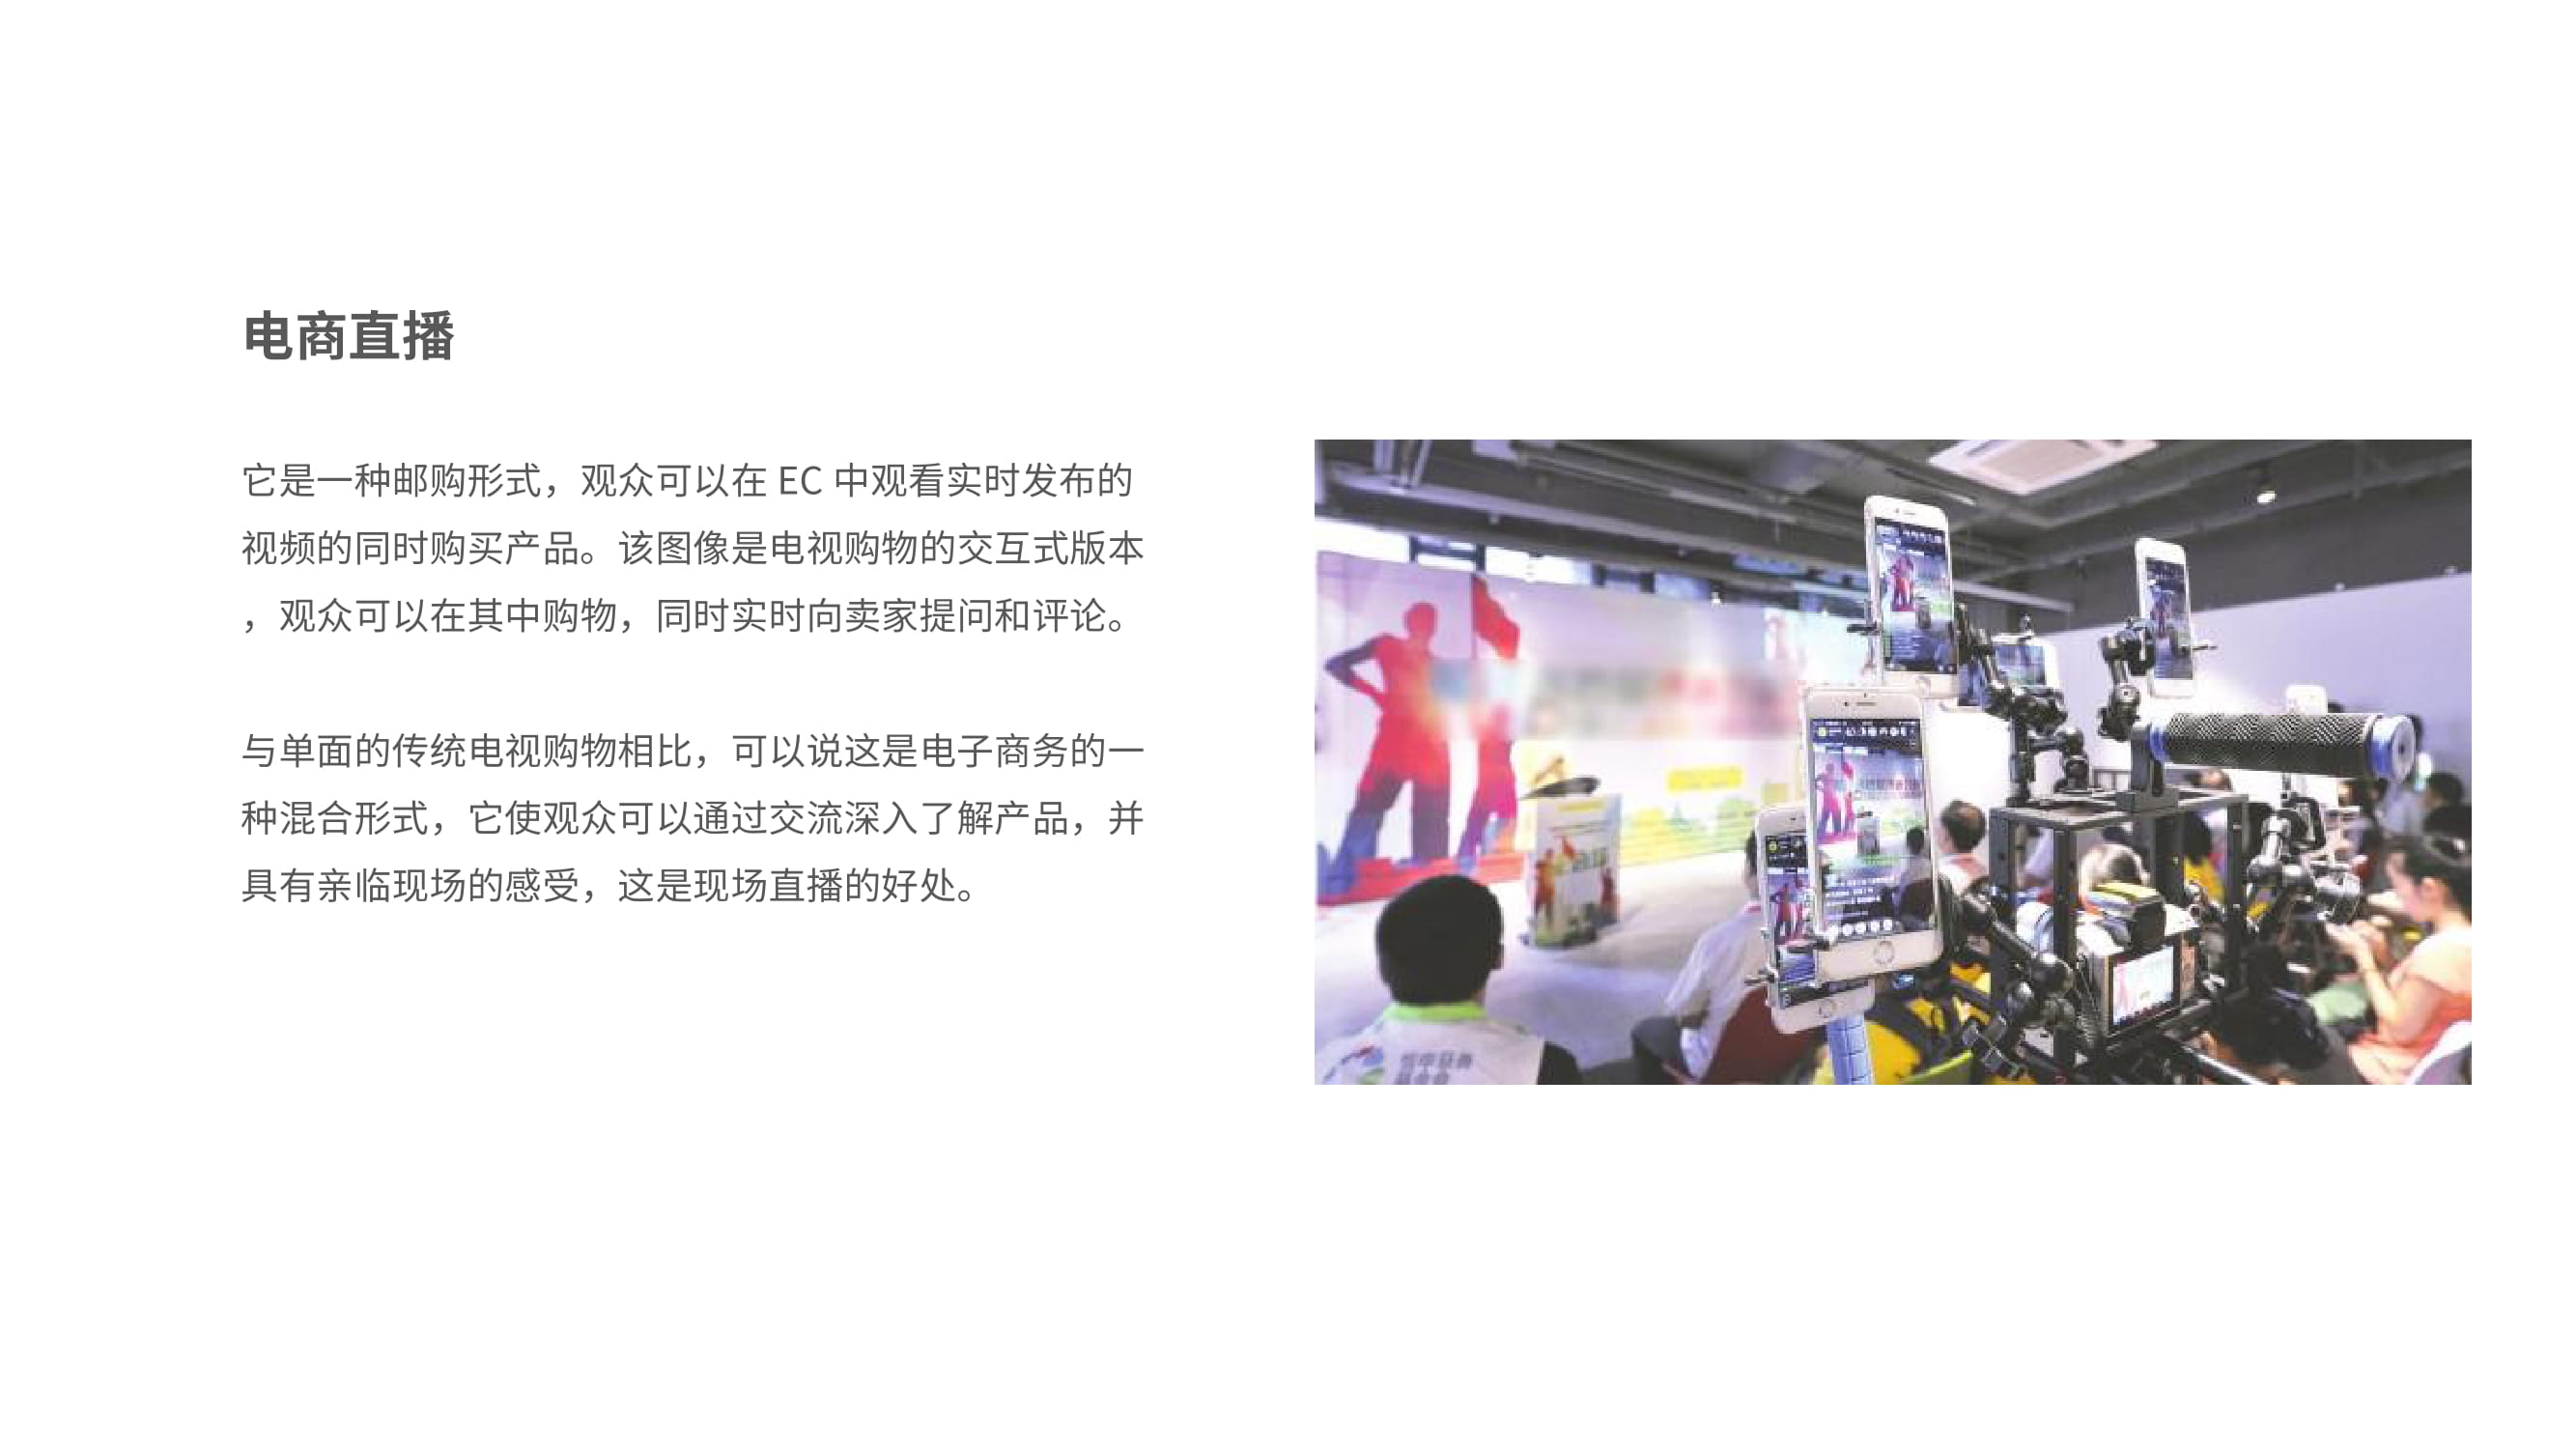 电商直播
它是一种邮购形式，观众可以在 EC 中观看实时发布的
视频的同时购买产品。该图像是电视购物的交互式版本
，观众可以在其中购物，同时实时向卖家提问和评论。
与单面的传统电视购物相比，可以说这是电子商务的一
种混合形式，它使观众可以通过交流深入了解产品，并
具有亲临现场的感受，这是现场直播的好处。